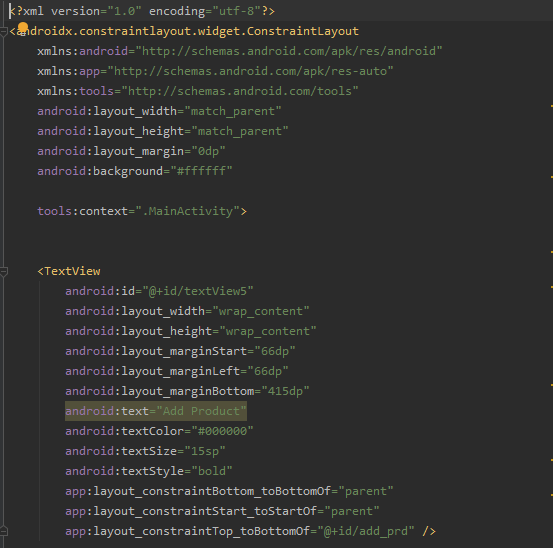 <?xml version="1.0" encoding="utf-8"?>
<androidx.constraintlayout.widget.ConstraintLayout
xmlns:android="http://schemas.android.com/apk/res/android"
xmlns:app="http://schemas.android.com/apk/res-auto"
xmlns:tools="http://schemas.android.com/tools"
android:layout_width="match_parent"
android:layout_height="match_parent"
android:layout_margin="0dp"
android:background="#ffffff"
tools:context=".MainActivity">
<TextView
android:id="@+id/textView5"
android:layout_width="wrap_content"
android:layout_height="wrap_content"
android:layout_marginStart="66dp"
android:layout_marginLeft="66dp"
android:layout_marginBottom="415dp"
android:text="Add Product"
android:textColor="#000000"
android:textSize="15sp"
android:textStyle="bold"
app:layout_constraintBottom_toBottomOf="parent"
app:layout_constraintStart_toStartOf="parent"
app:layout_constraintTop_toBottomOf="@+id/add_prd" />